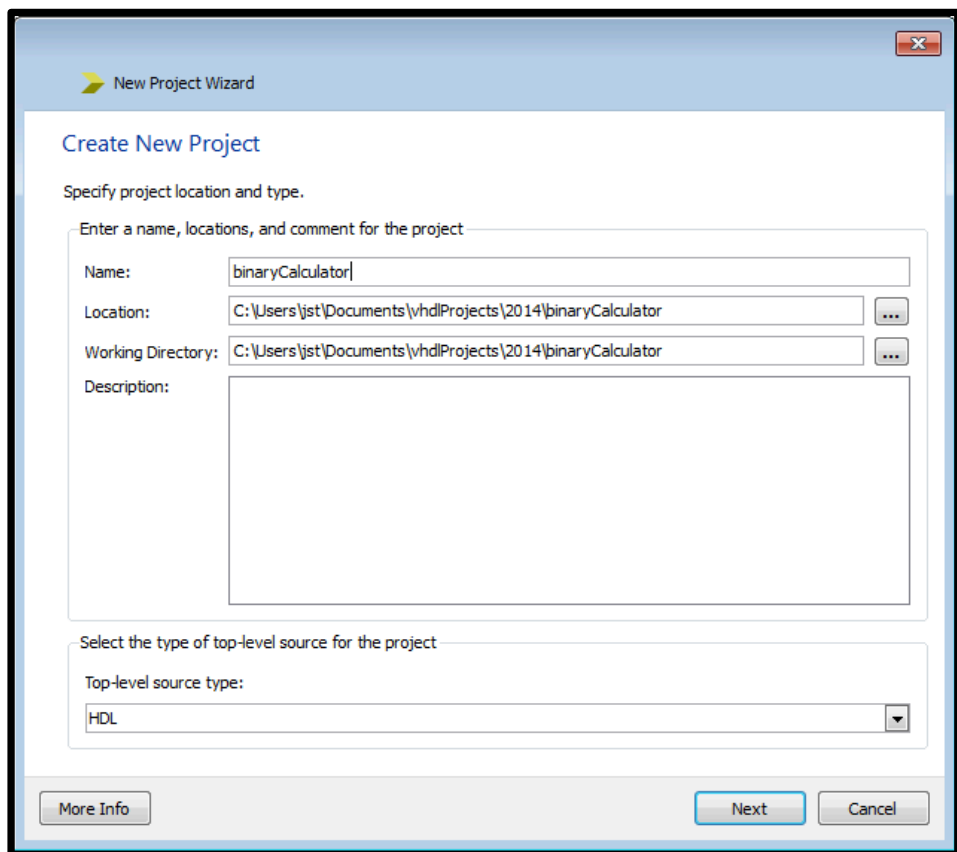 New Project Wizard
Create New Project
Specify project location and type.
Enter a name, locations, and comment for the project
Name: binaryCalculator
Location: C:\Users\jst\Documents\vhdlProjects\2014\binaryCalculator ...
Working Directory: C:\Users\jst\Documents\vhdlProjects\2014\binaryCalculator ...
Description:
Select the type of top-level source for the project
Top-level source type:
HDL
More Info Next Cancel